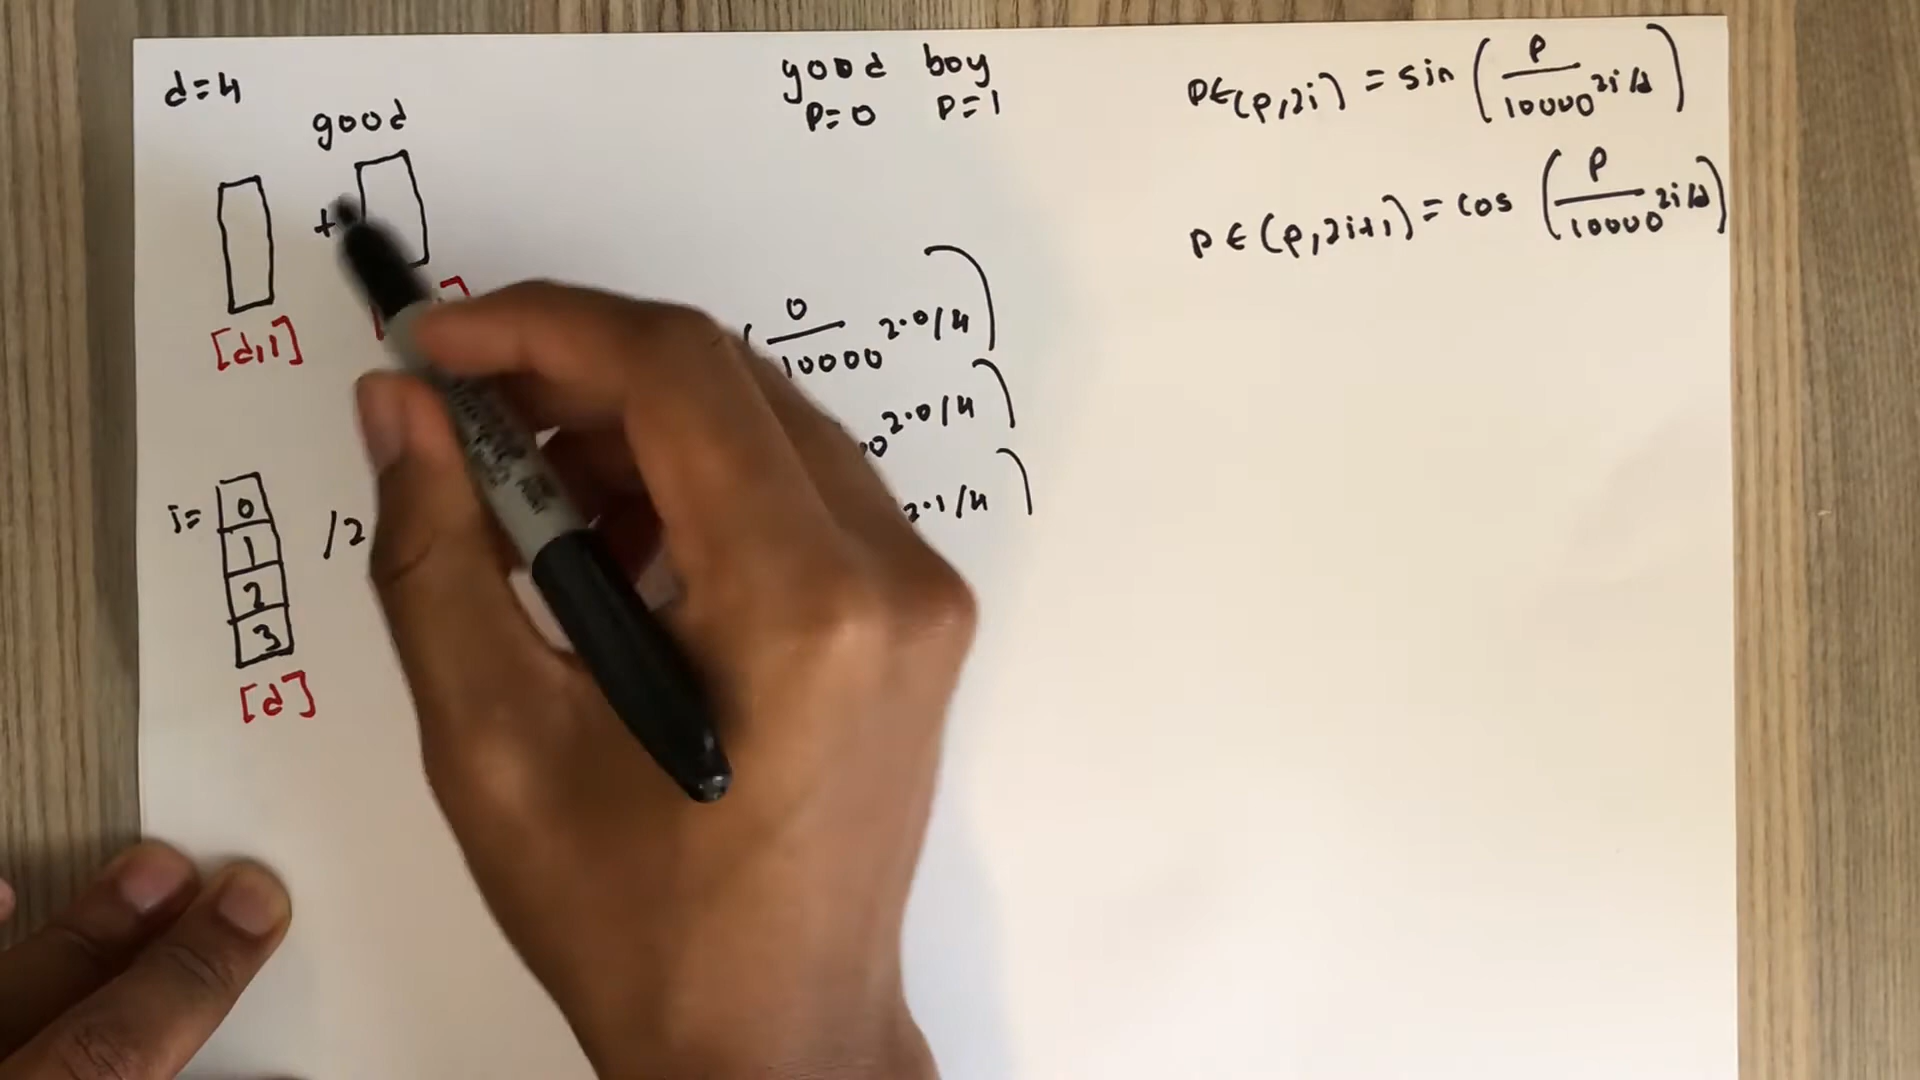 d=4
good
+
[d,1]
i=
0
1
2
3
/2
[d]
good boy
P=0 P=1
0
10000 2.0/4
2.0/4
2.1/4
PE(p,2i) = sin (P/10000^2i/d)
PE(p,2i+1) = cos (P/10000^2i/d)